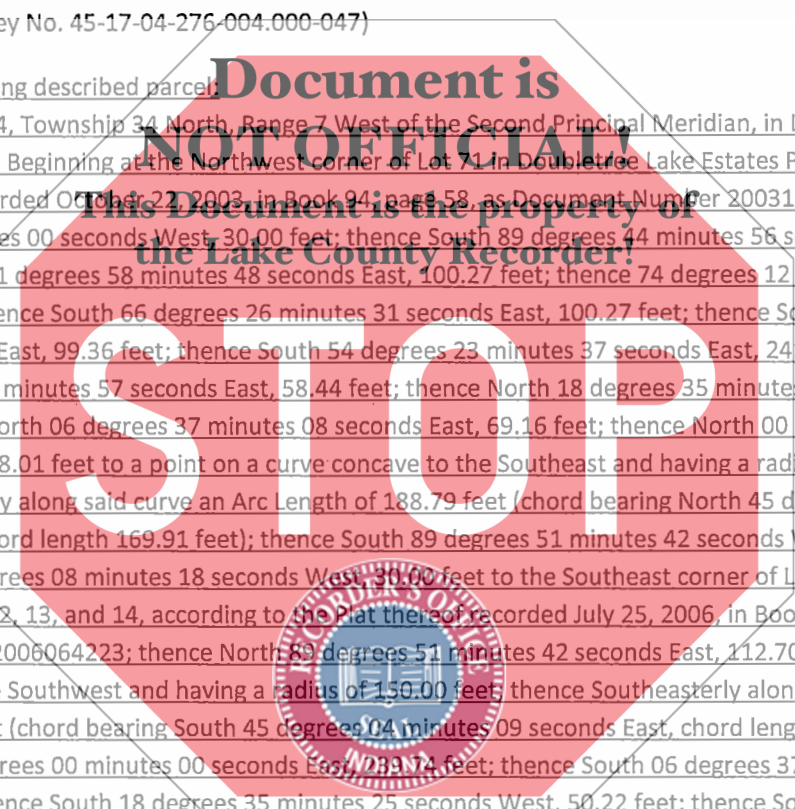 ey No. 45-17-04-276-004.000-047)
ng described parcel:
4, Township 34 North, Range 7 West of the Second Principal Meridian, in
Beginning at the Northwest corner of Lot 71 in Doubletree Lake Estates P
rded October 22, 2003, in Book 94, page 58, as Document Number 20031
es 00 seconds West, 30.00 feet; thence South 89 degrees 44 minutes 56 s
1 degrees 58 minutes 48 seconds East, 100.27 feet; thence 74 degrees 12
ence South 66 degrees 26 minutes 31 seconds East, 100.27 feet; thence So
East, 99.36 feet; thence South 54 degrees 23 minutes 37 seconds East, 24
minutes 57 seconds East, 58.44 feet; thence North 18 degrees 35 minutes
orth 06 degrees 37 minutes 08 seconds East, 69.16 feet; thence North 00
8.01 feet to a point on a curve concave to the Southeast and having a radi
y along said curve an Arc Length of 188.79 feet (chord bearing North 45 d
ord length 169.91 feet); thence South 89 degrees 51 minutes 42 seconds
rees 08 minutes 18 seconds West, 30.00 feet to the Southeast corner of L
2, 13, and 14, according to the Plat thereof recorded July 25, 2006, in Boo
2006064223; thence North 89 degrees 51 minutes 42 seconds East, 112.70
Southwest and having a radius of 150.00 feet, thence Southeasterly alon
t (chord bearing South 45 degrees 04 minutes 09 seconds East, chord leng
rees 00 minutes 00 seconds East, 239.74 feet; thence South 06 degrees 37
ence South 18 degrees 35 minutes 25 seconds West, 50.22 feet; thence So
Document is
NOT OFFICIAL!
This Document is the property of
the Lake County Recorder!
STOP
RECORDER'S OFFICE
SEAL
INDIANA